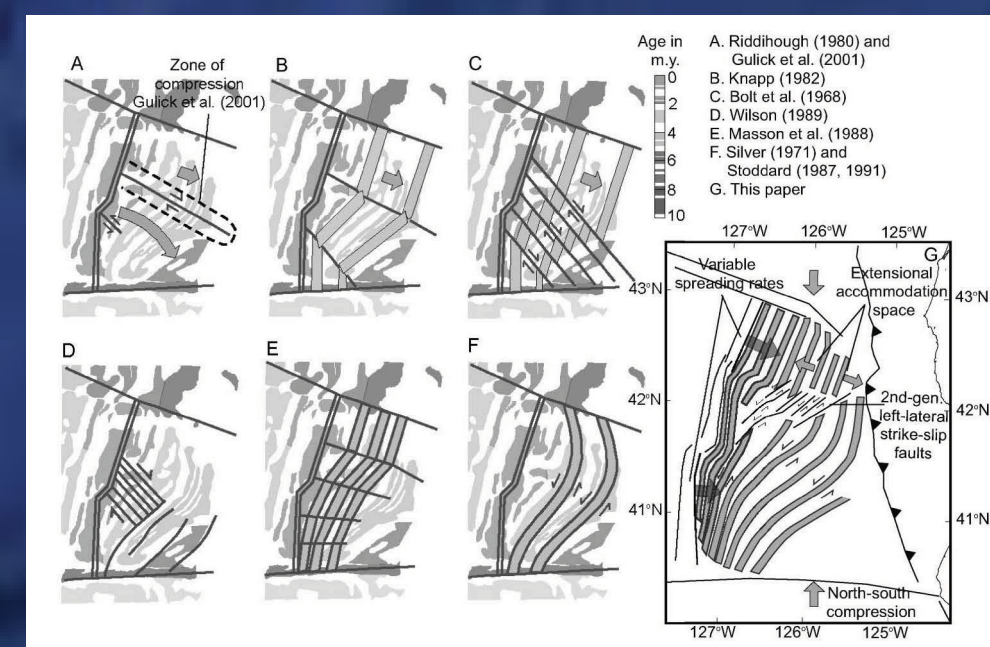 A
Zone of
compression
Gulick et al. (2001)
B
C
Age in
m.y.
0
2
4
6
8
10
A. Riddihough (1980) and
Gulick et al. (2001)
B. Knapp (1982)
C. Bolt et al. (1968)
D. Wilson (1989)
E. Masson et al. (1988)
F. Silver (1971) and
Stoddard (1987, 1991)
G. This paper
D
E
F
127°W 126°W 125°W
G
Variable
spreading rates
Extensional
accommodation
space
43°N
43°N
42°N
42°N
2nd-gen.
left-lateral
strike-slip
faults
41°N
41°N
North-south
compression
127°W 126°W 125°W